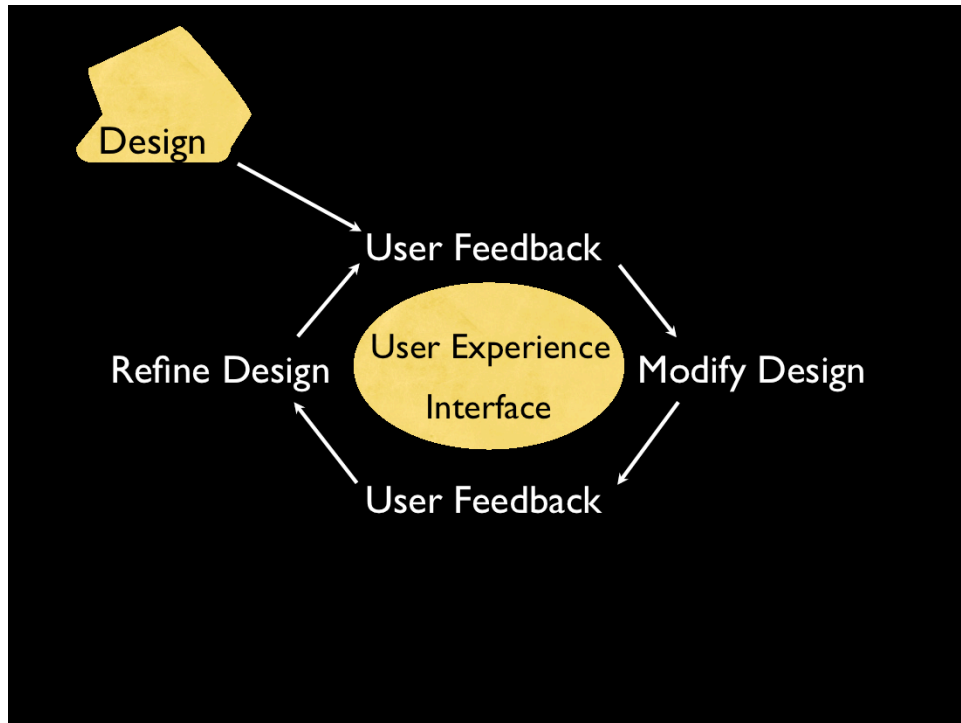 Design
User Feedback
User Experience
Interface
Refine Design
Modify Design
User Feedback